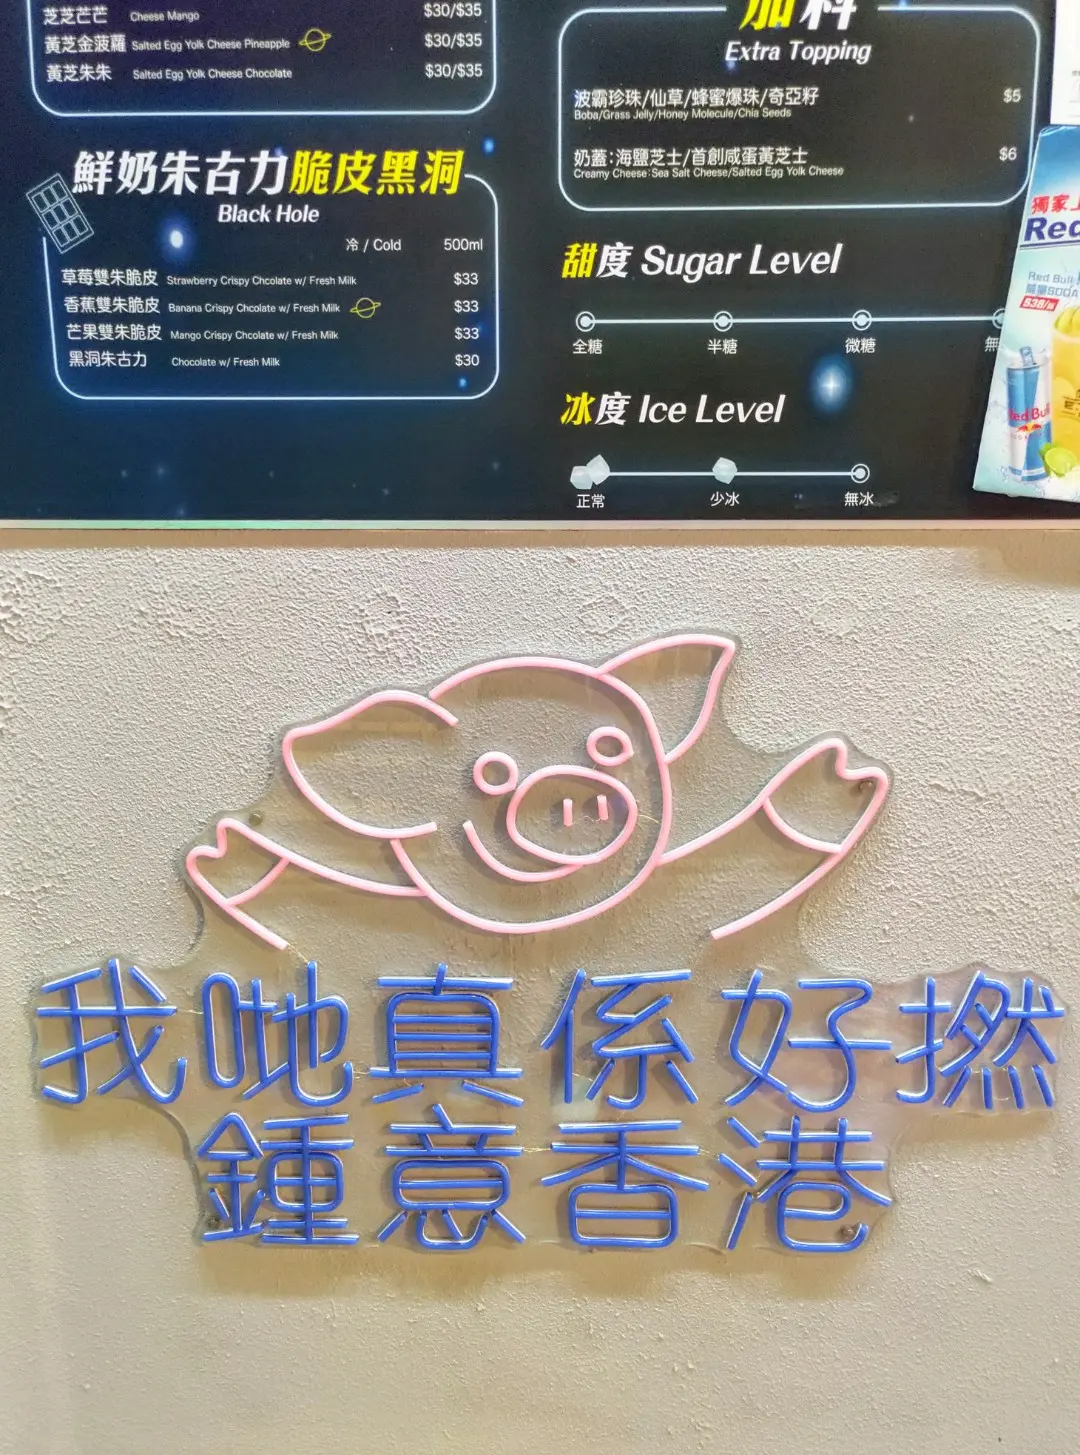 芝芝芒芒 Cheese Mango $30/$35
黃芝金菠蘿 Salted Egg Yolk Cheese Pineapple $30/$35
黃芝朱朱 Salted Egg Yolk Cheese Chocolate $30/$35
鮮奶朱古力脆皮黑洞
Black Hole
冷 / Cold 500ml
草莓雙朱脆皮 Strawberry Crispy Chcolate w/ Fresh Milk $33
香蕉雙朱脆皮 Banana Crispy Chcolate w/ Fresh Milk $33
芒果雙朱脆皮 Mango Crispy Chcolate w/ Fresh Milk $33
黑洞朱古力 Chocolate w/ Fresh Milk $30
加料
Extra Topping
波霸珍珠/仙草/蜂蜜爆珠/奇亞籽 $5
Boba/Grass Jelly/Honey Molecule/Chia Seeds
奶蓋:海鹽芝士/首創咸蛋黃芝士 $6
Creamy Cheese:Sea Salt Cheese/Salted Egg Yolk Cheese
甜度 Sugar Level
全糖 半糖 微糖 無
冰度 Ice Level
正常 少冰 無冰
獨家
Red
Red Bull
SODA
$38/
Red Bull
我哋真係好撚
鍾意香港